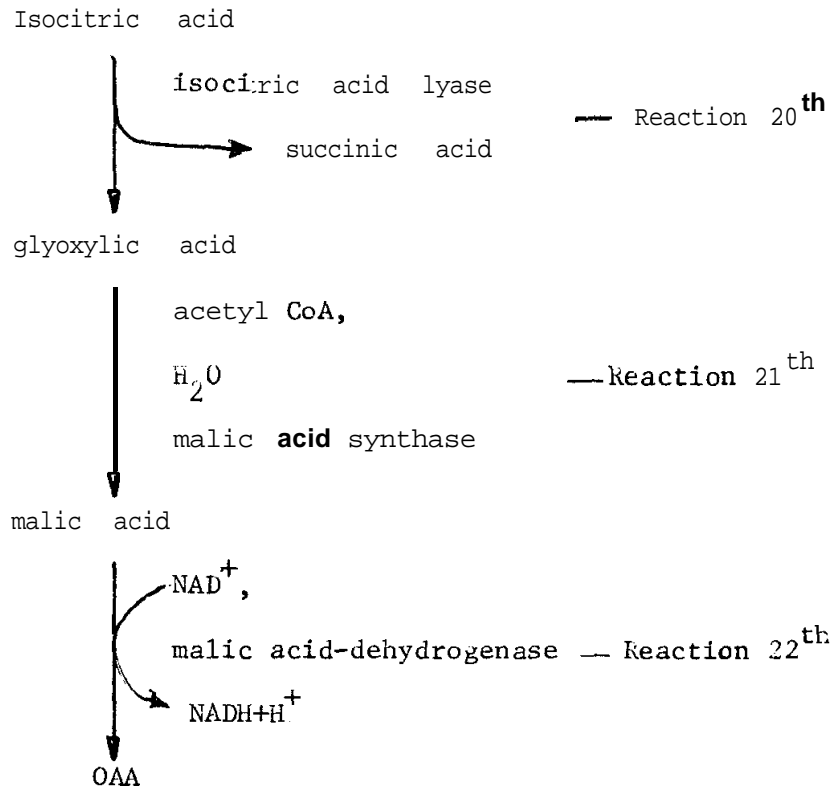 Isocitric acid
isocitric acid lyase
— Reaction 20th
succinic acid
glyoxylic acid
acetyl CoA,
H2O — Reaction 21th
malic acid synthase
malic acid
NAD+,
malic acid-dehydrogenase — Reaction 22th
NADH+H+
OAA